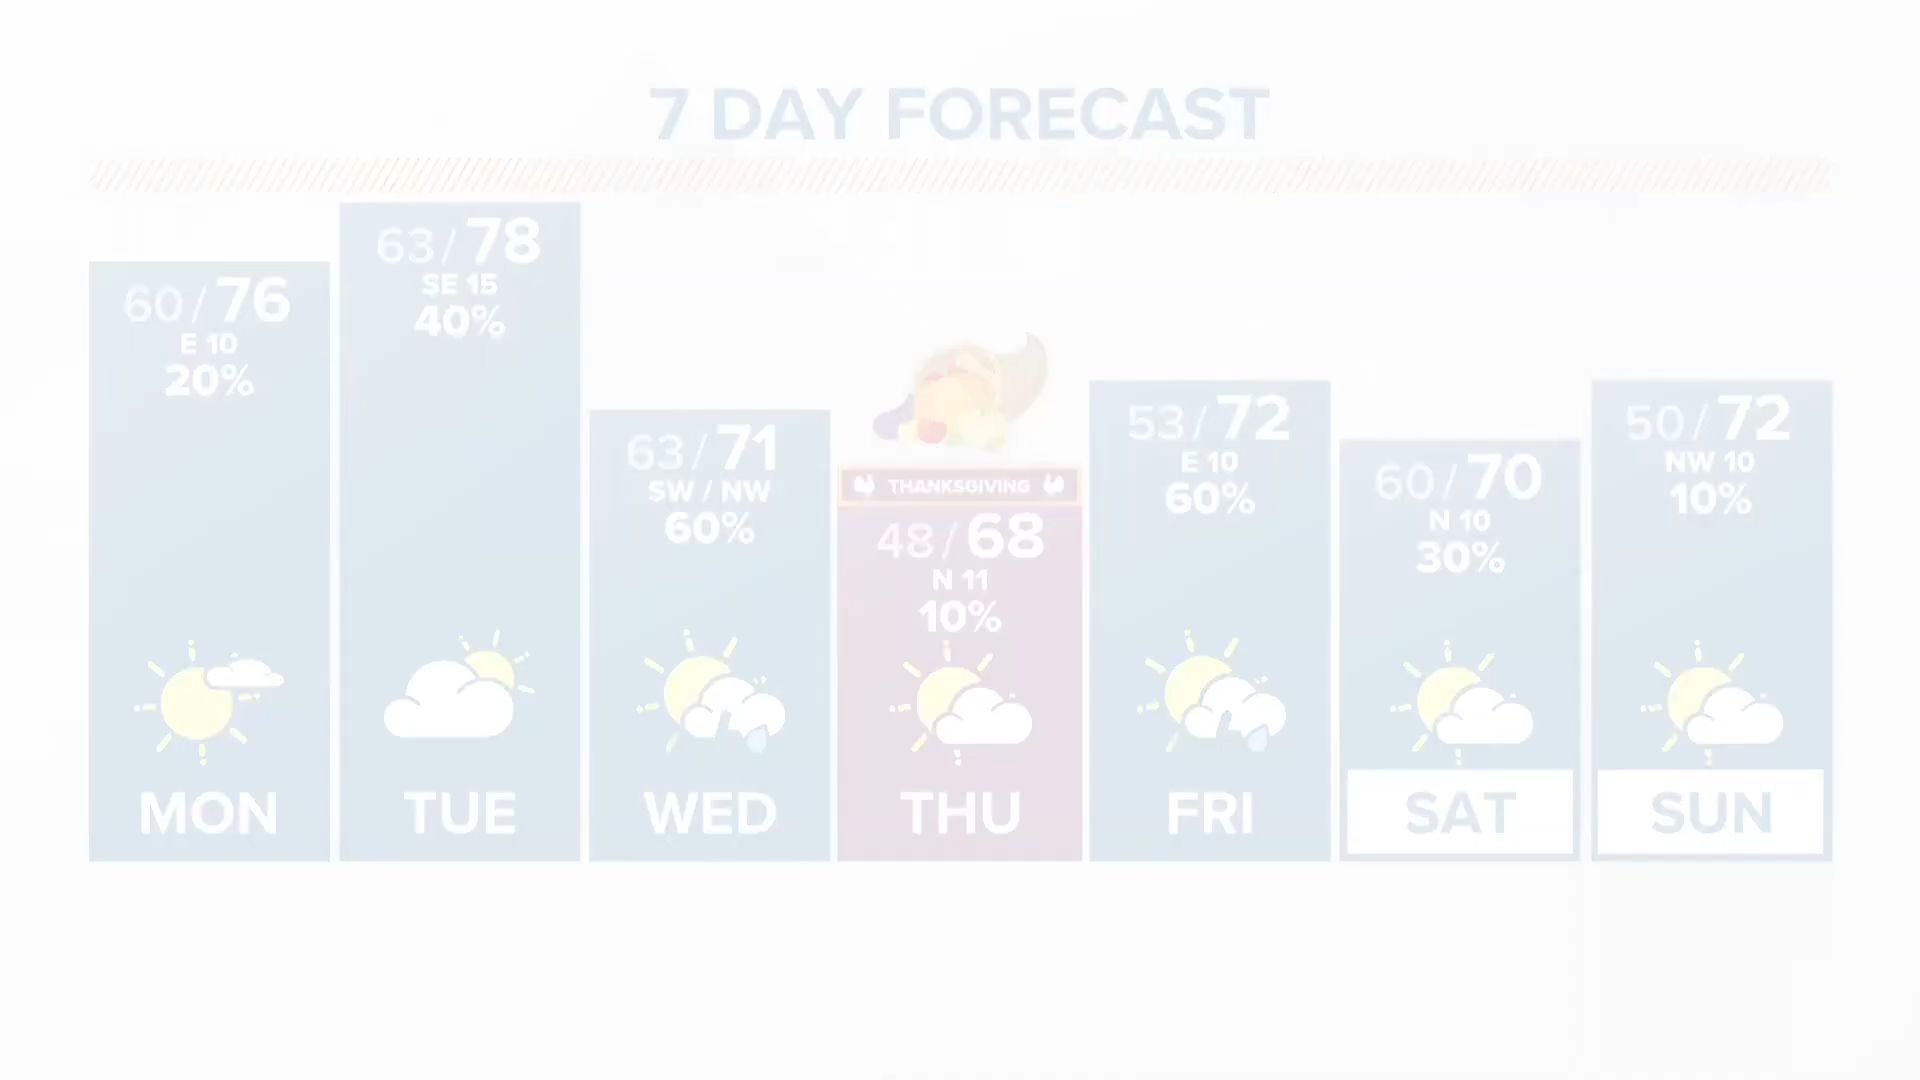 7 DAY FORECAST
60/76
E 10
20%
MON
63/78
SE 15
40%
TUE
63/71
SW / NW
60%
WED
THANKSGIVING
48/68
N 11
10%
THU
53/72
E 10
60%
FRI
60/70
N 10
30%
SAT
50/72
NW 10
10%
SUN